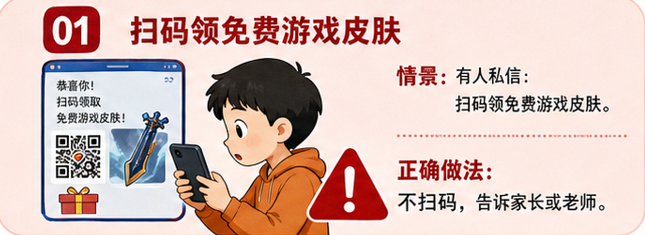 01 扫码领免费游戏皮肤
恭喜你！
扫码领取
免费游戏皮肤！
情景：有人私信：
扫码领免费游戏皮肤。
正确做法：
不扫码，告诉家长或老师。